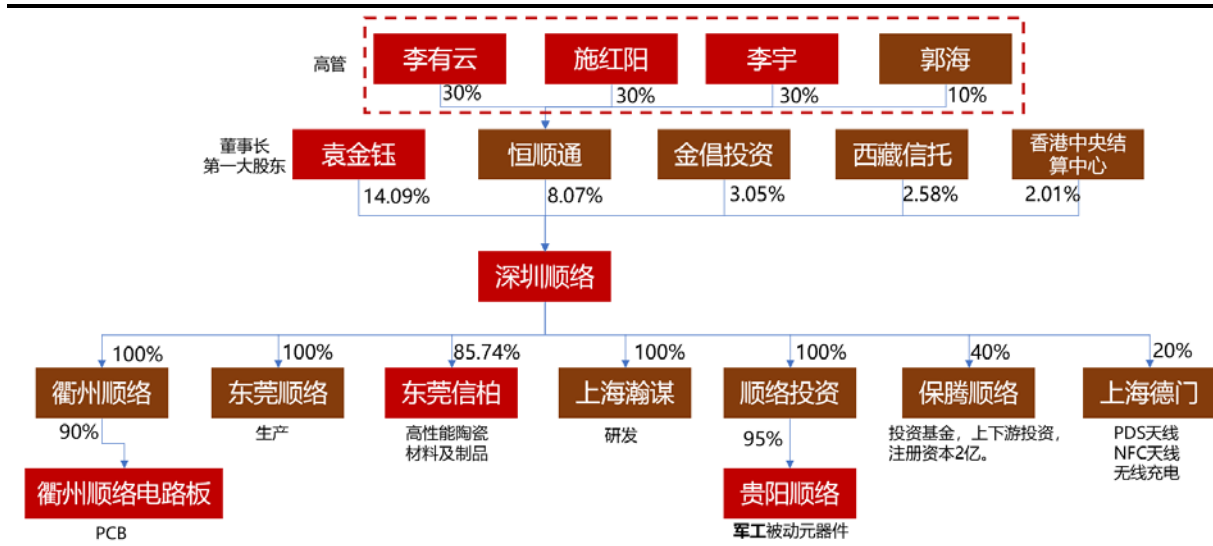 高管
李有云
施红阳
李宇
郭海
30%
30%
30%
10%
董事长
第一大股东
袁金钰
恒顺通
金倡投资
西藏信托
香港中央结
算中心
14.09%
8.07%
3.05%
2.58%
2.01%
深圳顺络
100%
100%
85.74%
100%
100%
40%
20%
衢州顺络
东莞顺络
东莞信柏
上海瀚谋
顺络投资
保腾顺络
上海德门
90%
生产
高性能陶瓷
材料及制品
研发
95%
投资基金，上下游投资，
注册资本2亿。
PDS天线
NFC天线
无线充电
衢州顺络电路板
贵阳顺络
PCB
军工被动元器件